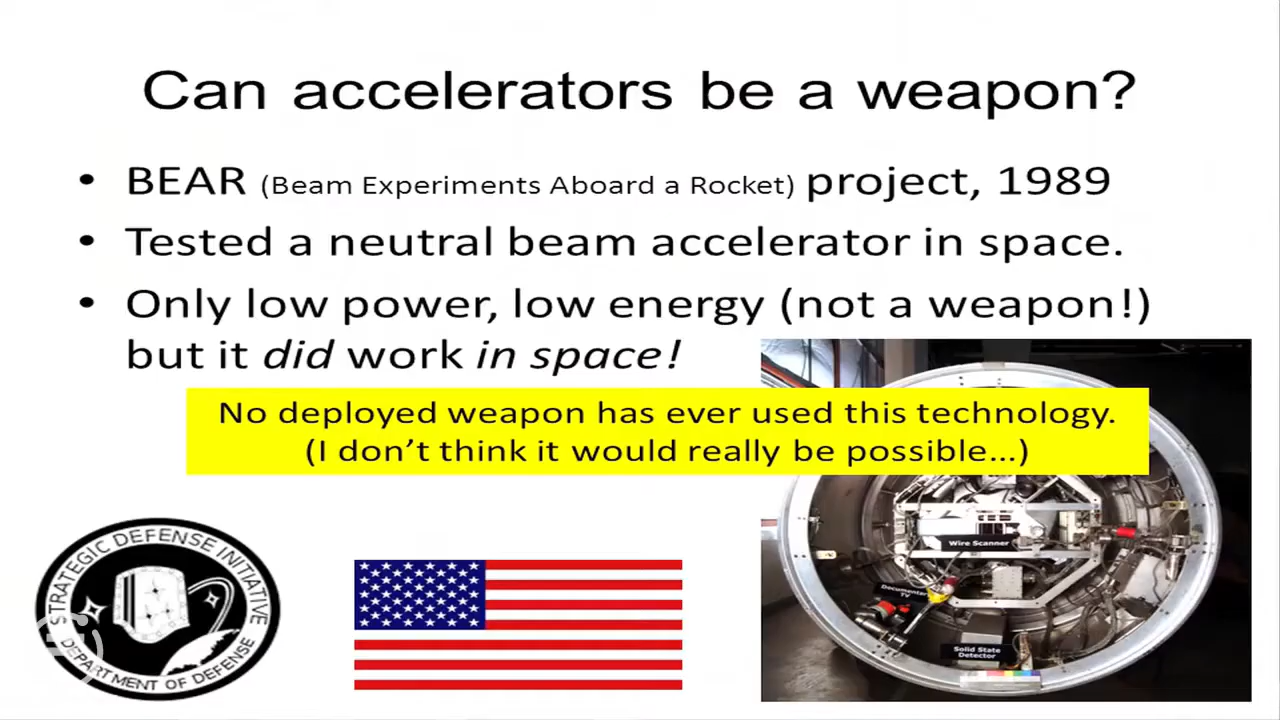 Can accelerators be a weapon?
• BEAR (Beam Experiments Aboard a Rocket) project, 1989
• Tested a neutral beam accelerator in space.
• Only low power, low energy (not a weapon!)
but it did work in space!
No deployed weapon has ever used this technology.
(I don’t think it would really be possible...)
STRATEGIC DEFENSE INITIATIVE
DEPARTMENT OF DEFENSE
Wire Scanner
Documentary
TV
Solid State
Detector